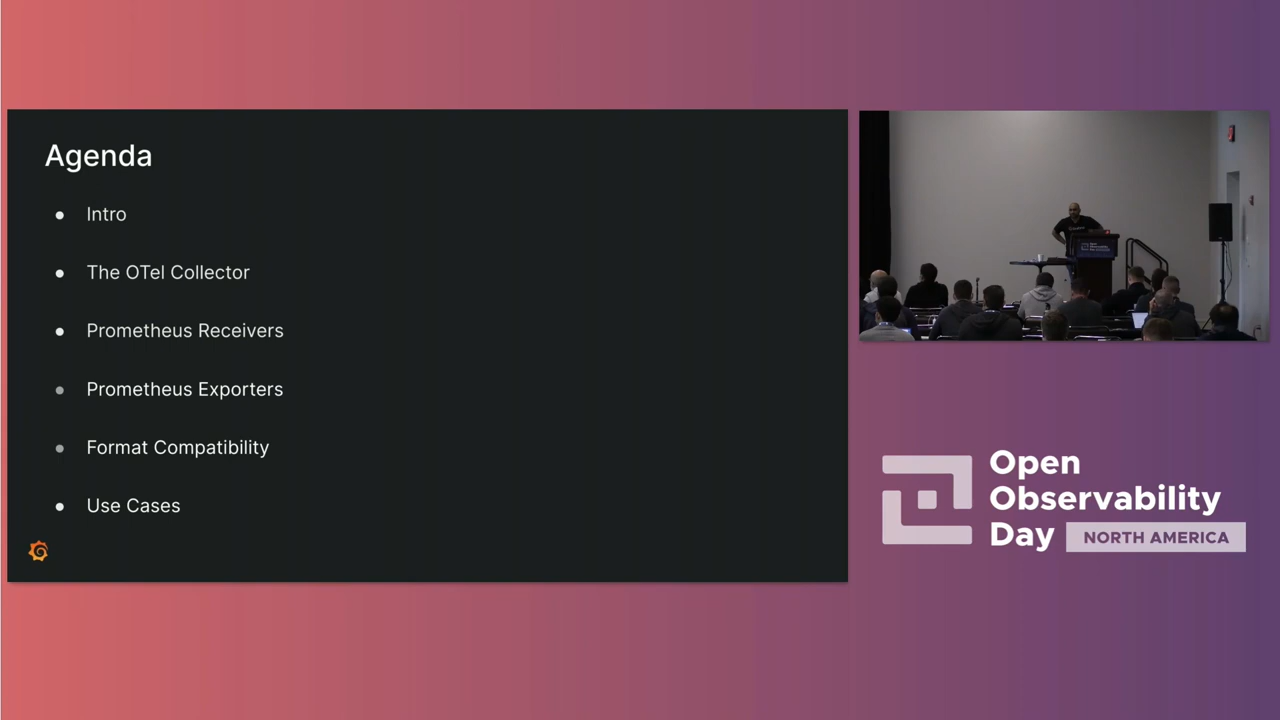 Agenda
Intro
The OTel Collector
Prometheus Receivers
Prometheus Exporters
Format Compatibility
Use Cases
Open
Observability
Day NORTH AMERICA